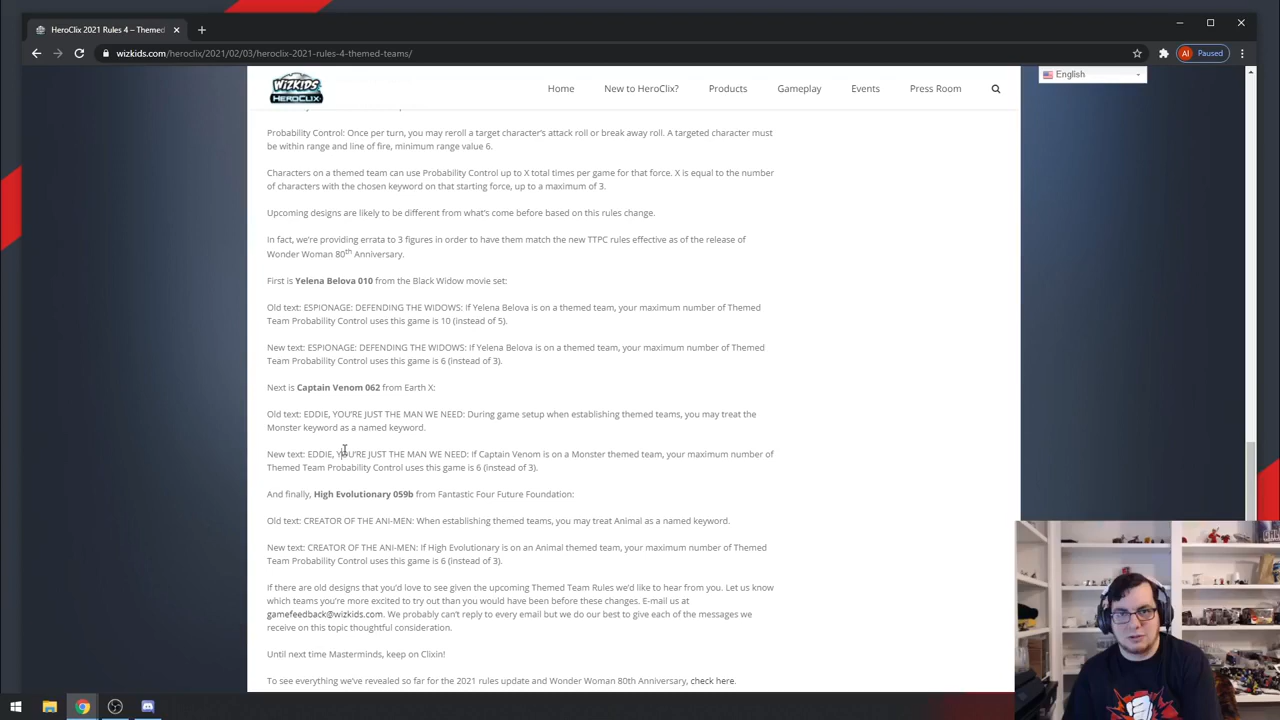 HeroClix 2021 Rules 4 – Themed
wizkids.com/heroclix/2021/02/03/heroclix-2021-rules-4-themed-teams/
AI Paused
WIZKIDS
HEROCLIX
Home New to HeroClix? Products Gameplay Events Press Room
English
Probability Control: Once per turn, you may reroll a target character's attack roll or break away roll. A targeted character must
be within range and line of fire, minimum range value 6.
Characters on a themed team can use Probability Control up to X total times per game for that force. X is equal to the number
of characters with the chosen keyword on that starting force, up to a maximum of 3.
Upcoming designs are likely to be different from what's come before based on this rules change.
In fact, we're providing errata to 3 figures in order to have them match the new TTPC rules effective as of the release of
Wonder Woman 80th Anniversary.
First is Yelena Belova 010 from the Black Widow movie set:
Old text: ESPIONAGE: DEFENDING THE WIDOWS: If Yelena Belova is on a themed team, your maximum number of Themed
Team Probability Control uses this game is 10 (instead of 5).
New text: ESPIONAGE: DEFENDING THE WIDOWS: If Yelena Belova is on a themed team, your maximum number of Themed
Team Probability Control uses this game is 6 (instead of 3).
Next is Captain Venom 062 from Earth X:
Old text: EDDIE, YOU'RE JUST THE MAN WE NEED: During game setup when establishing themed teams, you may treat the
Monster keyword as a named keyword.
New text: EDDIE, YOU'RE JUST THE MAN WE NEED: If Captain Venom is on a Monster themed team, your maximum number of
Themed Team Probability Control uses this game is 6 (instead of 3).
And finally, High Evolutionary 059b from Fantastic Four Future Foundation:
Old text: CREATOR OF THE ANI-MEN: When establishing themed teams, you may treat Animal as a named keyword.
New text: CREATOR OF THE ANI-MEN: If High Evolutionary is on an Animal themed team, your maximum number of Themed
Team Probability Control uses this game is 6 (instead of 3).
If there are old designs that you'd love to see given the upcoming Themed Team Rules we'd like to hear from you. Let us know
which teams you're more excited to try out than you would have been before these changes. E-mail us at
gamefeedback@wizkids.com. We probably can't reply to every email but we do our best to give each of the messages we
receive on this topic thoughtful consideration.
Until next time Masterminds, keep on Clixin!
To see everything we've revealed so far for the 2021 rules update and Wonder Woman 80th Anniversary, check here.